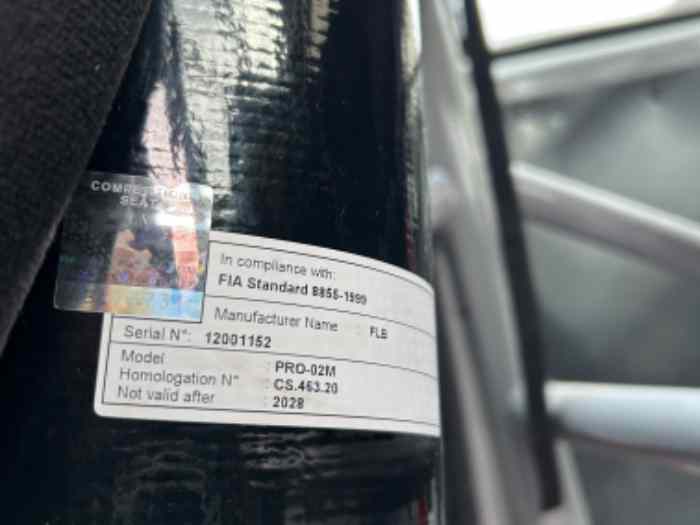 COMPETITION
SEAT
In compliance with:
FIA Standard 8855-1999
Manufacturer Name : FLB
Serial N°: 12001152
Model : PRO-02M
Homologation N° : CS.463.20
Not valid after : 2028